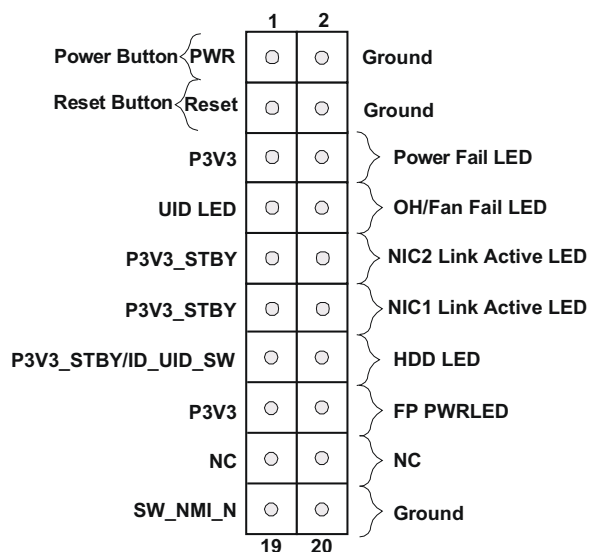 1 2
Power Button PWR Ground
Reset Button Reset Ground
P3V3 Power Fail LED
UID LED OH/Fan Fail LED
P3V3_STBY NIC2 Link Active LED
P3V3_STBY NIC1 Link Active LED
P3V3_STBY/ID_UID_SW HDD LED
P3V3 FP PWRLED
NC NC
SW_NMI_N Ground
19 20